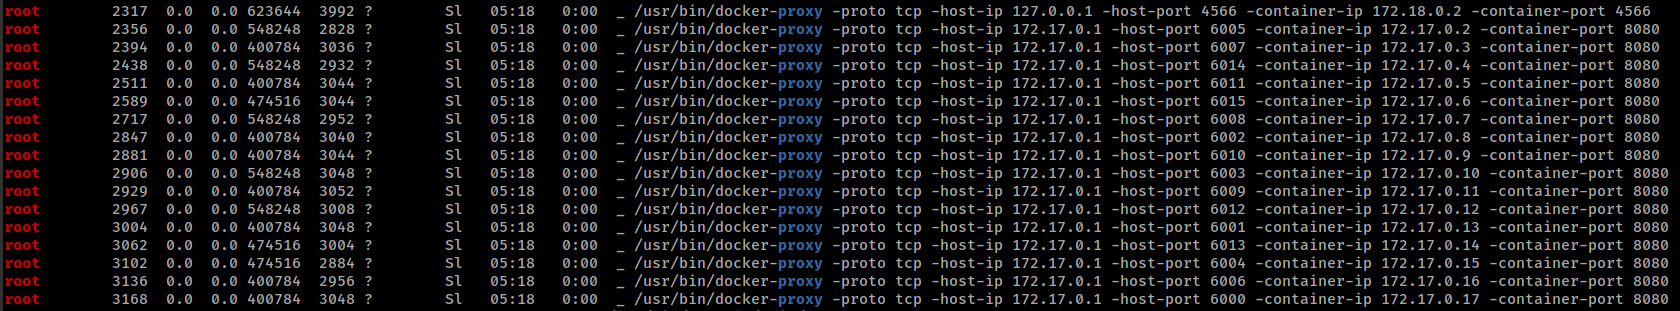 root 2317 0.0 0.0 623644 3992 ? Sl 05:18 0:00 _ /usr/bin/docker-proxy -proto tcp -host-ip 127.0.0.1 -host-port 4566 -container-ip 172.18.0.2 -container-port 4566
root 2356 0.0 0.0 548248 2828 ? Sl 05:18 0:00 _ /usr/bin/docker-proxy -proto tcp -host-ip 172.17.0.1 -host-port 6005 -container-ip 172.17.0.2 -container-port 8080
root 2394 0.0 0.0 400784 3036 ? Sl 05:18 0:00 _ /usr/bin/docker-proxy -proto tcp -host-ip 172.17.0.1 -host-port 6007 -container-ip 172.17.0.3 -container-port 8080
root 2438 0.0 0.0 548248 2932 ? Sl 05:18 0:00 _ /usr/bin/docker-proxy -proto tcp -host-ip 172.17.0.1 -host-port 6014 -container-ip 172.17.0.4 -container-port 8080
root 2511 0.0 0.0 400784 3044 ? Sl 05:18 0:00 _ /usr/bin/docker-proxy -proto tcp -host-ip 172.17.0.1 -host-port 6011 -container-ip 172.17.0.5 -container-port 8080
root 2589 0.0 0.0 474516 3044 ? Sl 05:18 0:00 _ /usr/bin/docker-proxy -proto tcp -host-ip 172.17.0.1 -host-port 6015 -container-ip 172.17.0.6 -container-port 8080
root 2717 0.0 0.0 548248 2952 ? Sl 05:18 0:00 _ /usr/bin/docker-proxy -proto tcp -host-ip 172.17.0.1 -host-port 6008 -container-ip 172.17.0.7 -container-port 8080
root 2847 0.0 0.0 400784 3040 ? Sl 05:18 0:00 _ /usr/bin/docker-proxy -proto tcp -host-ip 172.17.0.1 -host-port 6002 -container-ip 172.17.0.8 -container-port 8080
root 2881 0.0 0.0 400784 3044 ? Sl 05:18 0:00 _ /usr/bin/docker-proxy -proto tcp -host-ip 172.17.0.1 -host-port 6010 -container-ip 172.17.0.9 -container-port 8080
root 2906 0.0 0.0 548248 3048 ? Sl 05:18 0:00 _ /usr/bin/docker-proxy -proto tcp -host-ip 172.17.0.1 -host-port 6003 -container-ip 172.17.0.10 -container-port 8080
root 2929 0.0 0.0 400784 3052 ? Sl 05:18 0:00 _ /usr/bin/docker-proxy -proto tcp -host-ip 172.17.0.1 -host-port 6009 -container-ip 172.17.0.11 -container-port 8080
root 2967 0.0 0.0 548248 3008 ? Sl 05:18 0:00 _ /usr/bin/docker-proxy -proto tcp -host-ip 172.17.0.1 -host-port 6012 -container-ip 172.17.0.12 -container-port 8080
root 3004 0.0 0.0 400784 3048 ? Sl 05:18 0:00 _ /usr/bin/docker-proxy -proto tcp -host-ip 172.17.0.1 -host-port 6001 -container-ip 172.17.0.13 -container-port 8080
root 3062 0.0 0.0 474516 3004 ? Sl 05:18 0:00 _ /usr/bin/docker-proxy -proto tcp -host-ip 172.17.0.1 -host-port 6013 -container-ip 172.17.0.14 -container-port 8080
root 3102 0.0 0.0 474516 2884 ? Sl 05:18 0:00 _ /usr/bin/docker-proxy -proto tcp -host-ip 172.17.0.1 -host-port 6004 -container-ip 172.17.0.15 -container-port 8080
root 3136 0.0 0.0 400784 2956 ? Sl 05:18 0:00 _ /usr/bin/docker-proxy -proto tcp -host-ip 172.17.0.1 -host-port 6006 -container-ip 172.17.0.16 -container-port 8080
root 3168 0.0 0.0 400784 3048 ? Sl 05:18 0:00 _ /usr/bin/docker-proxy -proto tcp -host-ip 172.17.0.1 -host-port 6000 -container-ip 172.17.0.17 -container-port 8080